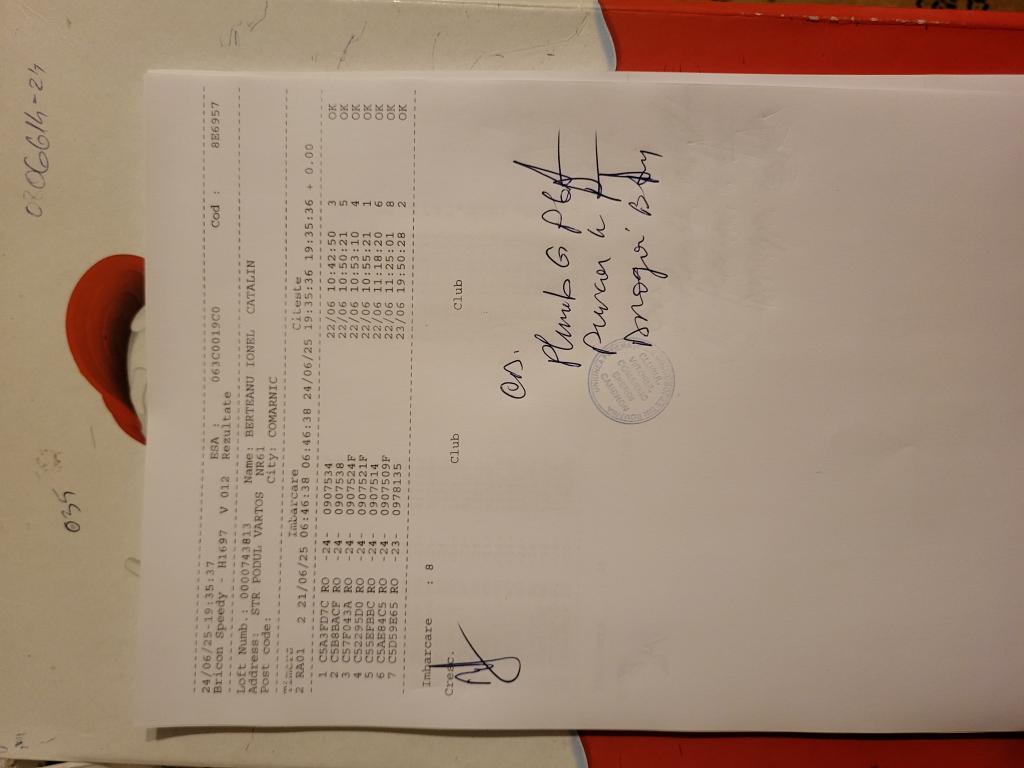 0206614-24
035
24/06/25-19:35:37 ESA : 063C0019C0 Cod : 8E6957
Bricon Speedy - H1697 V 012 Rezultate
Loft Numb.: 0000743813 Name: BERTEANU IONEL CATALIN
Address: STR PODUL VARTOS NR61
Post code: City: COMARNIC
Imbarcare Citeste
2 RA01 2 21/06/25 06:46:38 06:46:38 24/06/25 19:35:36 19:35:36 + 0.00
1 C5A3FD7C RO -24- 0907534 22/06 10:42:50 3 OK
2 C5B8BACF RO -24- 0907538 22/06 10:50:21 5 OK
3 C57F043A RO -24- 0907524F 22/06 10:53:10 4 OK
4 C52295D0 RO -24- 0907521F 22/06 10:55:21 1 OK
5 C55EFBBC RO -24- 0907514 22/06 11:18:20 6 OK
6 C5AE84C5 RO -24- 0907509F 22/06 11:25:01 8 OK
7 C5D59E65 RO -23- 0978135 23/06 19:50:28 2 OK
Imbarcare : 8
Cresc. Club Club